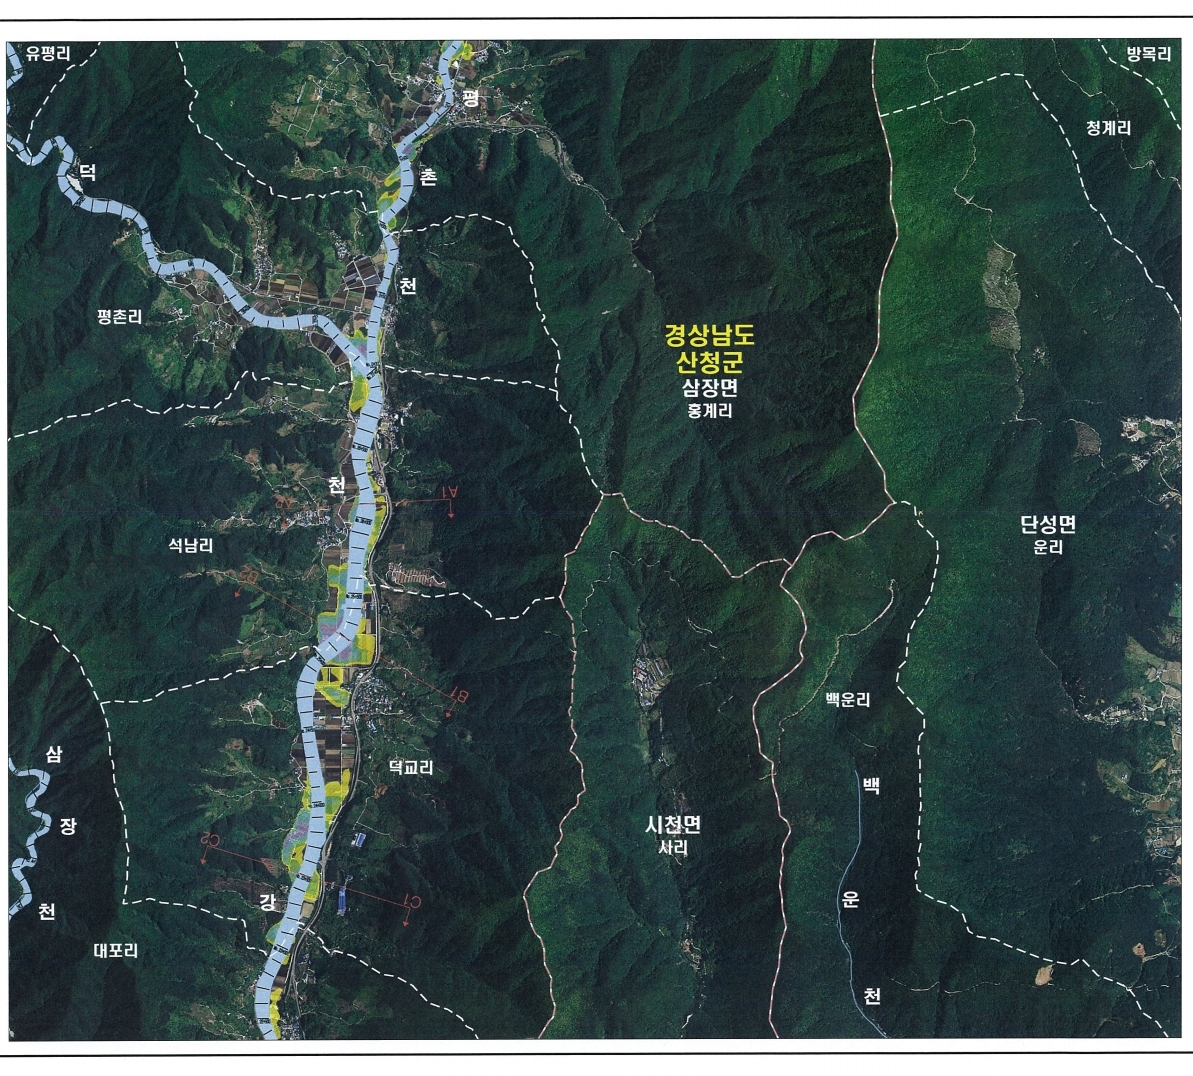 유평리
방목리
평
청계리
덕
촌
천
평촌리
경상남도
산청군
삼장면
홍계리
천
A1
단성면
운리
석남리
B1
백운리
삼
덕교리
백
장
시천면
사리
C2
C1
운
강
천
대포리
천